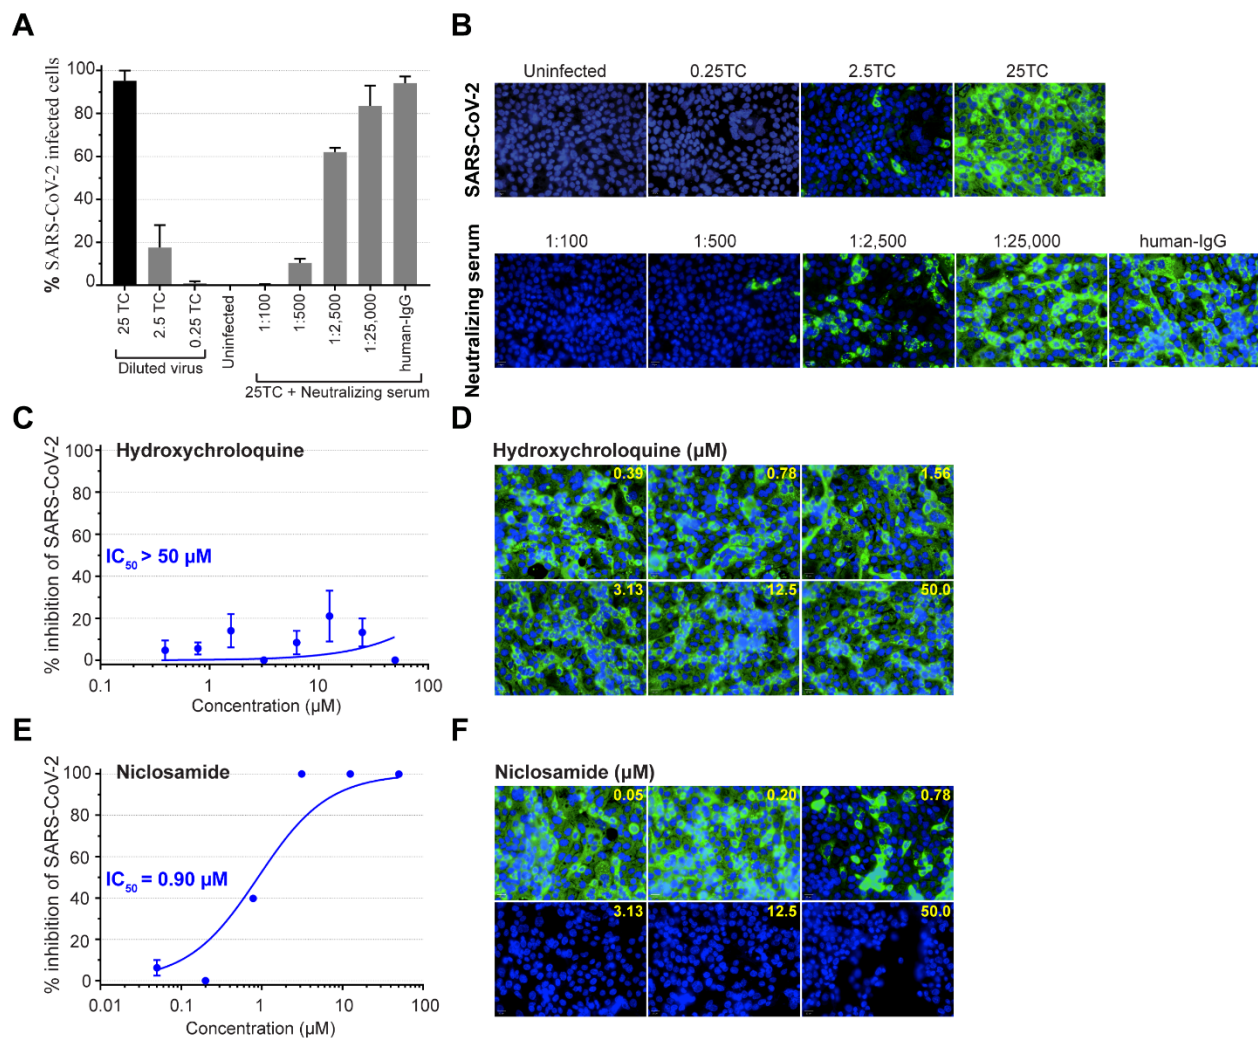 A
% SARS-CoV-2 infected cells
100
80
60
40
20
0
25 TC
2.5 TC
0.25 TC
Uninfected
1:100
1:500
1:2,500
1:25,000
human-IgG
Diluted virus
25TC + Neutralizing serum
B
Uninfected 0.25TC 2.5TC 25TC
SARS-CoV-2
1:100 1:500 1:2,500 1:25,000 human-IgG
Neutralizing serum
C
Hydroxychroloquine
% inhibition of SARS-CoV-2
100
80
60
40
20
0
IC50 > 50 µM
0.1 1 10 100
Concentration (µM)
D
Hydroxychroloquine (µM)
0.39 0.78 1.56
3.13 12.5 50.0
E
Niclosamide
% inhibition of SARS-CoV-2
100
80
60
40
20
0
IC50 = 0.90 µM
0.01 0.1 1 10 100
Concentration (µM)
F
Niclosamide (µM)
0.05 0.20 0.78
3.13 12.5 50.0